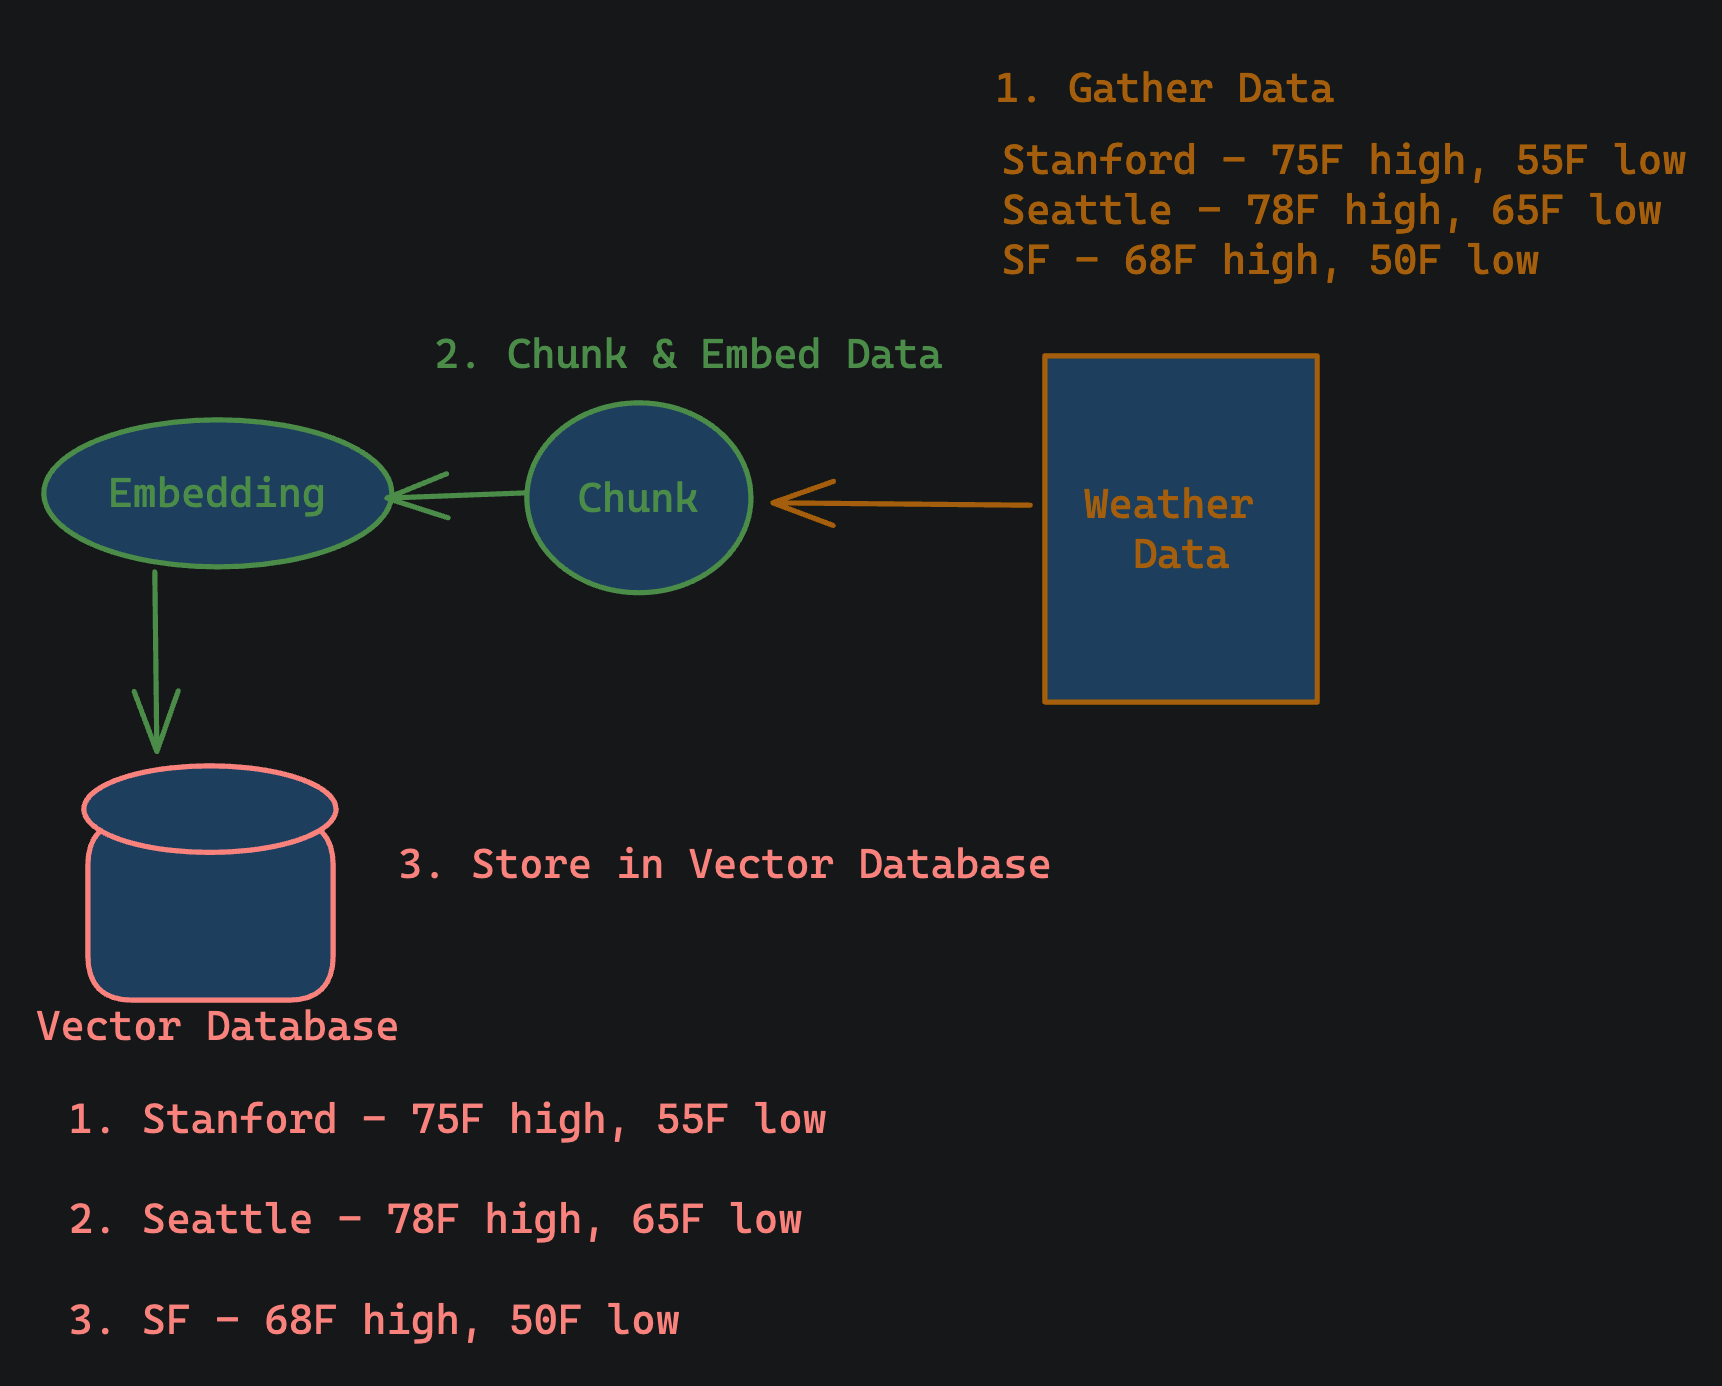 1. Gather Data
Stanford – 75F high, 55F low
Seattle – 78F high, 65F low
SF – 68F high, 50F low
2. Chunk & Embed Data
Embedding
Chunk
Weather
Data
3. Store in Vector Database
Vector Database
1. Stanford – 75F high, 55F low
2. Seattle – 78F high, 65F low
3. SF – 68F high, 50F low